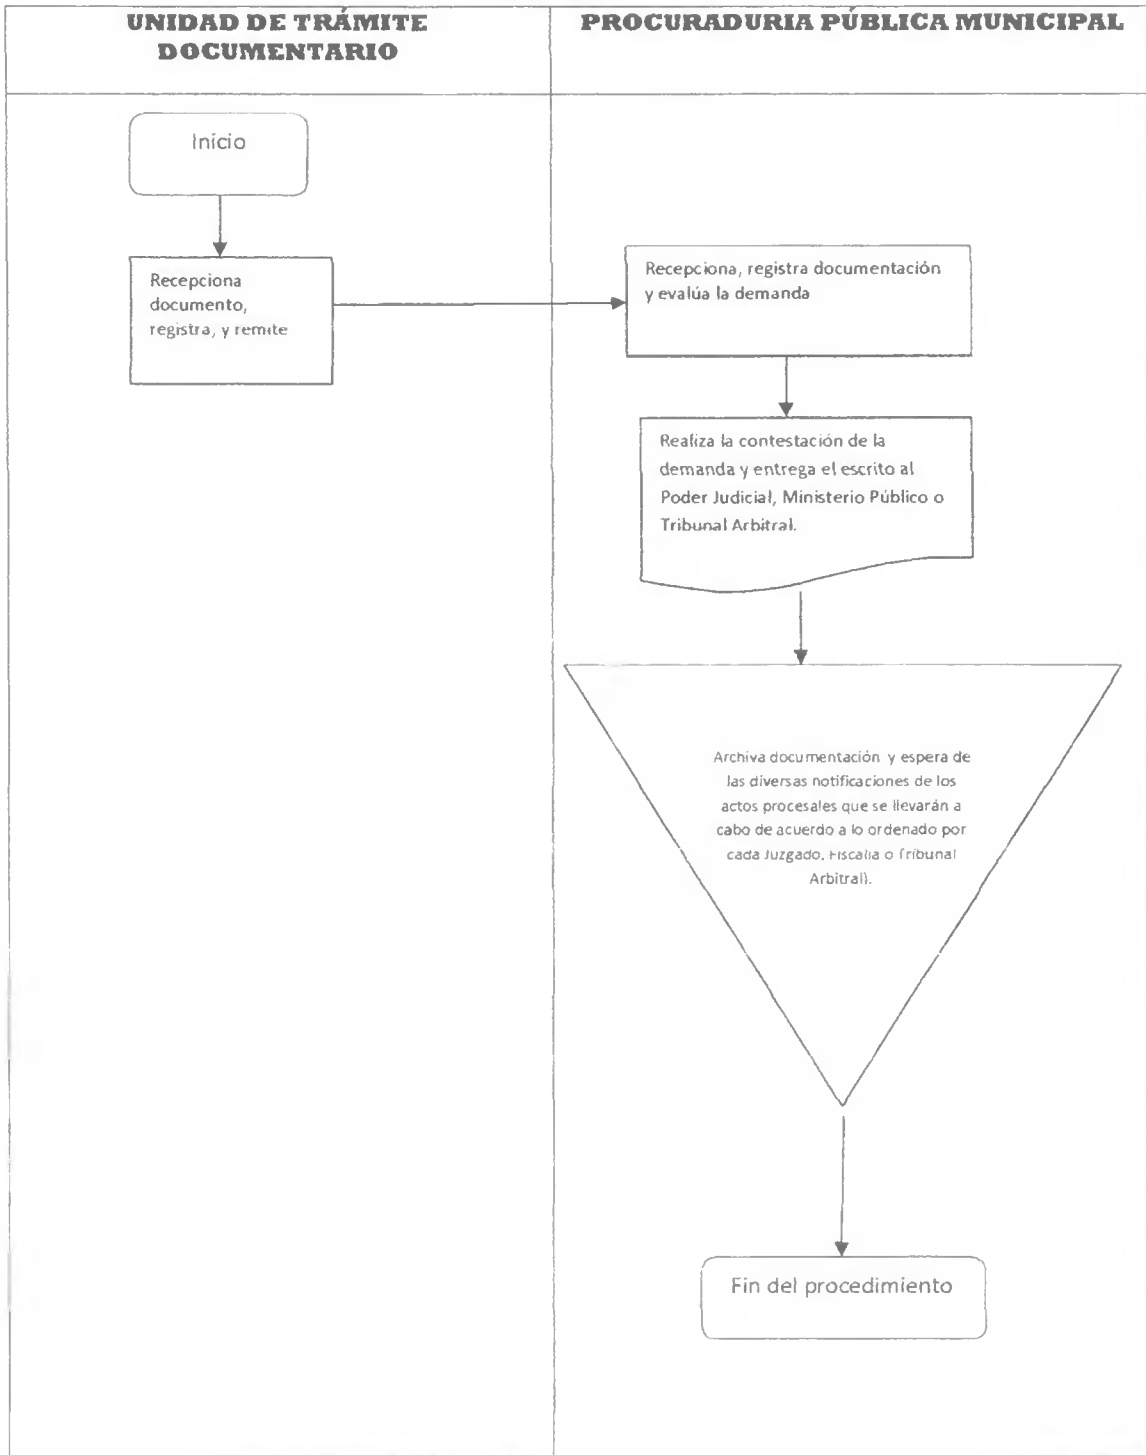 UNIDAD DE TRÁMITE
DOCUMENTARIO
PROCURADURIA PÚBLICA MUNICIPAL
Inicio
Recepciona
documento,
registra, y remite
Recepciona, registra documentación
y evalúa la demanda
Realiza la contestación de la
demanda y entrega el escrito al
Poder Judicial, Ministerio Público o
Tribunal Arbitral.
Archiva documentación y espera de
las diversas notificaciones de los
actos procesales que se llevarán a
cabo de acuerdo a lo ordenado por
cada Juzgado, Fiscalia o Tribunal
Arbitral).
Fin del procedimiento